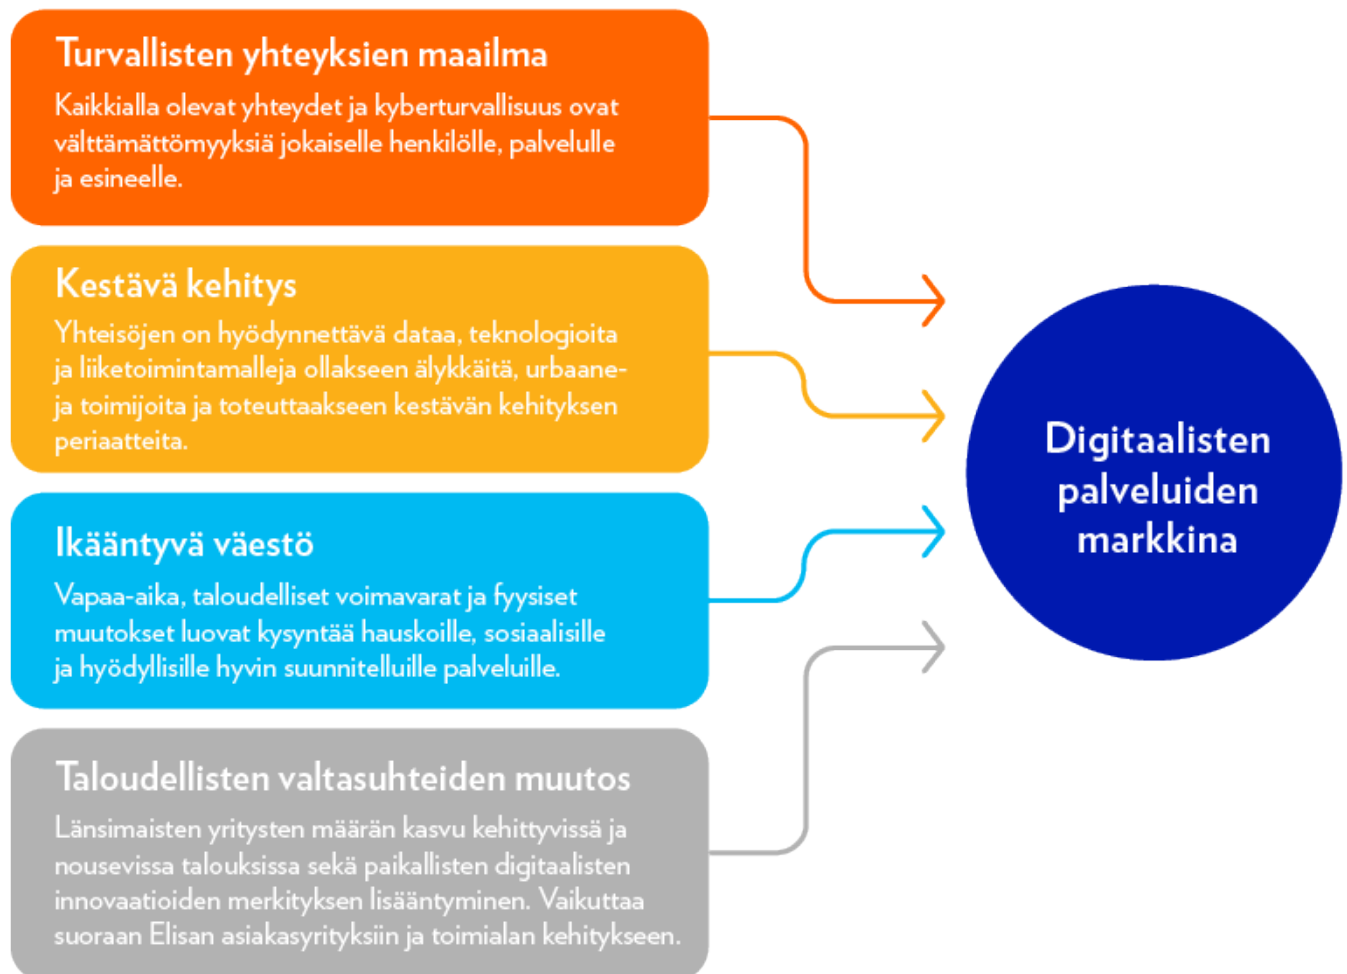 Turvallisten yhteyksien maailma
Kaikkialla olevat yhteydet ja kyberturvallisuus ovat
välttämättömyyksiä jokaiselle henkilölle, palvelulle
ja esineelle.
Kestävä kehitys
Yhteisöjen on hyödynnettävä dataa, teknologioita
ja liiketoimintamalleja ollakseen älykkäitä, urbaane-
ja toimijoita ja toteuttaakseen kestävän kehityksen
periaatteita.
Ikääntyvä väestö
Vapaa-aika, taloudelliset voimavarat ja fyysiset
muutokset luovat kysyntää hauskoille, sosiaalisille
ja hyödyllisille hyvin suunnitelluille palveluille.
Taloudellisten valtasuhteiden muutos
Länsimaisten yritysten määrän kasvu kehittyvissä ja
nousevissa talouksissa sekä paikallisten digitaalisten
innovaatioiden merkityksen lisääntyminen. Vaikuttaa
suoraan Elisan asiakasyrityksiin ja toimialan kehitykseen.
Digitaalisten
palveluiden
markkina